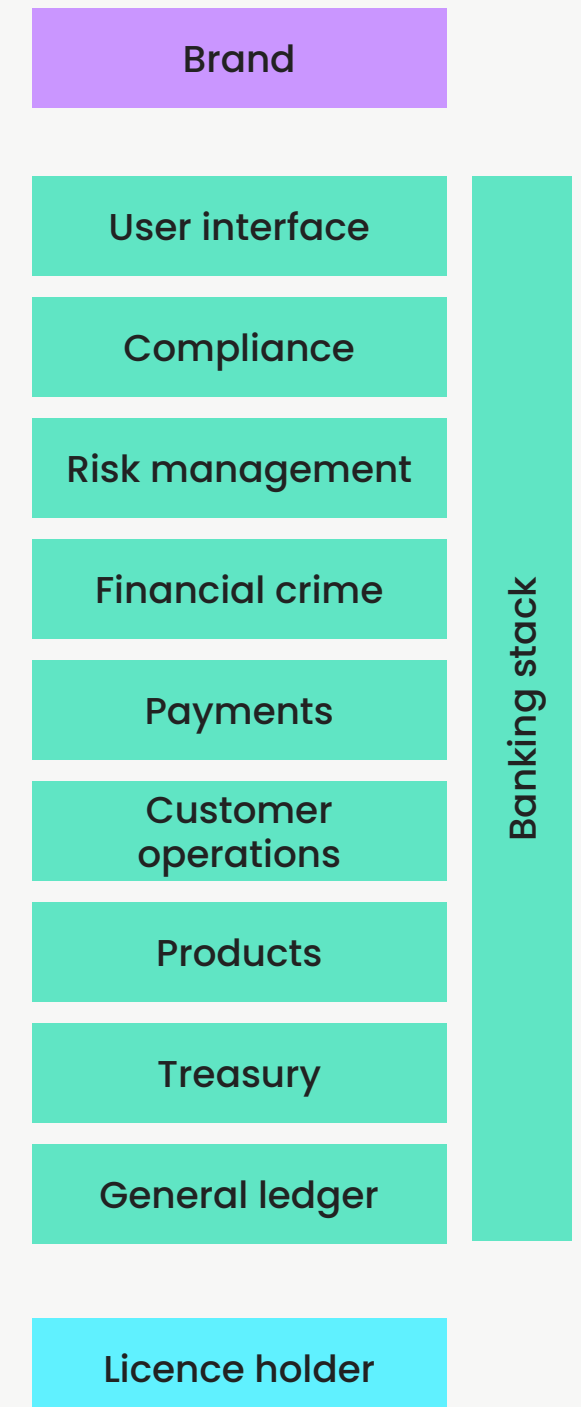 Brand
User interface
Compliance
Risk management
Financial crime
Payments
Customer
operations
Products
Treasury
General ledger
Banking stack
Licence holder